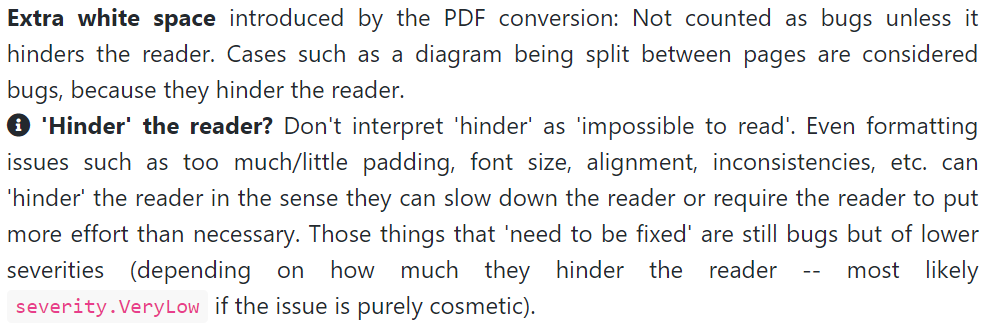 Extra white space introduced by the PDF conversion: Not counted as bugs unless it
hinders the reader. Cases such as a diagram being split between pages are considered
bugs, because they hinder the reader.
'Hinder' the reader? Don't interpret 'hinder' as 'impossible to read'. Even formatting
issues such as too much/little padding, font size, alignment, inconsistencies, etc. can
'hinder' the reader in the sense they can slow down the reader or require the reader to put
more effort than necessary. Those things that 'need to be fixed' are still bugs but of lower
severities (depending on how much they hinder the reader -- most likely
severity.VeryLow if the issue is purely cosmetic).